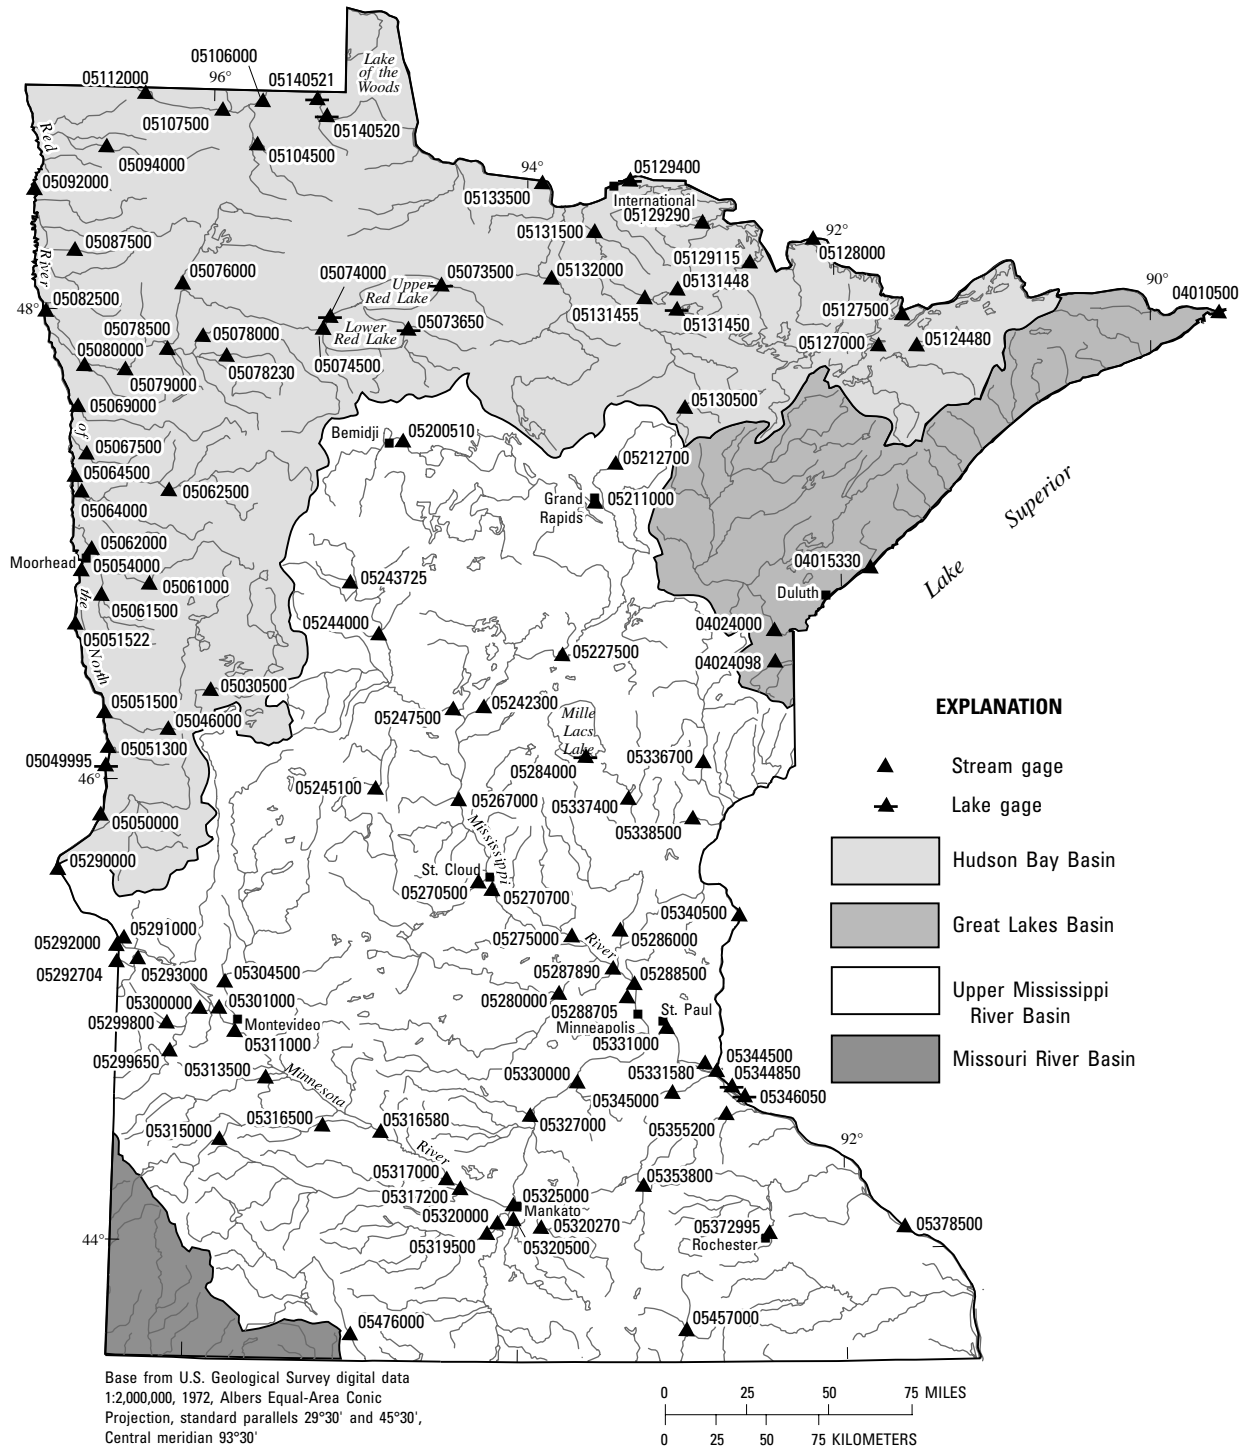 05106000
05112000
96°
05140521
Lake
of the
Woods
05107500
05140520
05104500
Red
05094000
94°
05129400
05092000
05133500
International
05129290
River
05087500
05131500
92°
05128000
05129115
05076000
05074000
05073500
05132000
05131448
Upper
Red Lake
90°
04010500
05082500
48°
05131455
05131450
05127500
05078500
05078000
Lower
Red Lake
05073650
05127000
05124480
05080000
05079000
05078230
05074500
05069000
05130500
of
Bemidji
05200510
05067500
05212700
05064500
05062500
Grand
Rapids
05211000
05064000
Superior
05062000
Moorhead
05054000
04015330
Lake
05061000
05243725
Duluth
the
05061500
05244000
04024000
05051522
05227500
04024098
North
05030500
05051500
05046000
05247500
05242300
Mille
Lacs
Lake
05051300
05049995
05284000
05336700
46°
05245100
05267000
05337400
05050000
Mississippi
05338500
05290000
St. Cloud
05270500
05270700
05340500
05291000
05292000
05275000
River
05286000
05292704
05293000
05304500
05287890
05288500
05300000
05301000
05280000
05288705
St. Paul
05299800
Montevideo
Minneapolis
05311000
05331000
05299650
05313500
Minnesota
05330000
05331580
05344500
05344850
05345000
05346050
05316500
05316580
05327000
05315000
05355200
92°
River
05317000
05353800
05317200
05325000
05320000
Mankato
05320270
05372995
05378500
44°
05319500
05320500
Rochester
05476000
05457000
EXPLANATION
Stream gage
Lake gage
Hudson Bay Basin
Great Lakes Basin
Upper Mississippi
River Basin
Missouri River Basin
Base from U.S. Geological Survey digital data
1:2,000,000, 1972, Albers Equal-Area Conic
Projection, standard parallels 29°30' and 45°30',
Central meridian 93°30'
0 25 50 75 MILES
0 25 50 75 KILOMETERS